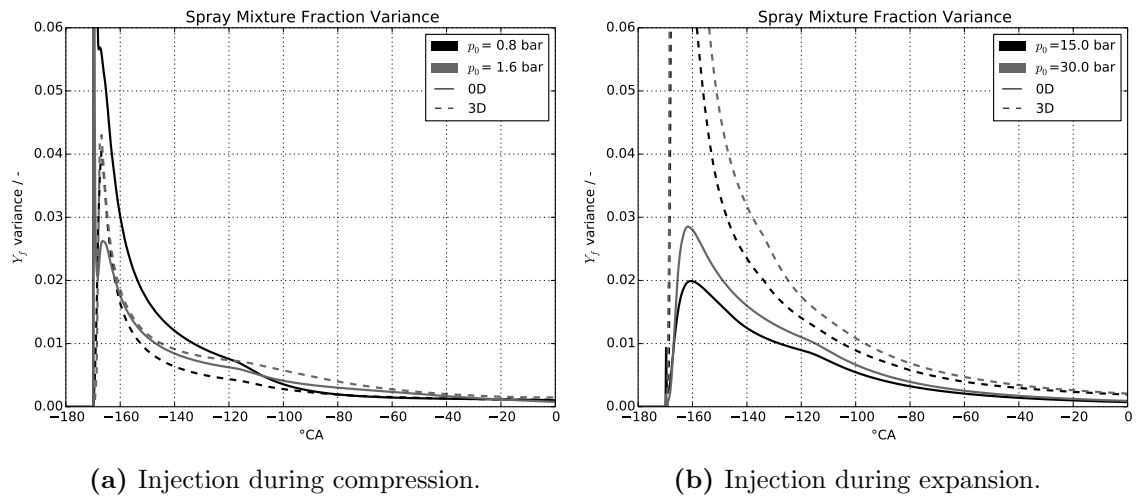 Spray Mixture Fraction Variance
0.06
0.05
0.04
0.03
0.02
0.01
0.00
Y_f variance / -
p_0 = 0.8 bar
p_0 = 1.6 bar
0D
3D
−180 −160 −140 −120 −100 −80 −60 −40 −20 0
°CA
(a) Injection during compression.
Spray Mixture Fraction Variance
0.06
0.05
0.04
0.03
0.02
0.01
0.00
Y_f variance / -
p_0 =15.0 bar
p_0 =30.0 bar
0D
3D
−180 −160 −140 −120 −100 −80 −60 −40 −20 0
°CA
(b) Injection during expansion.